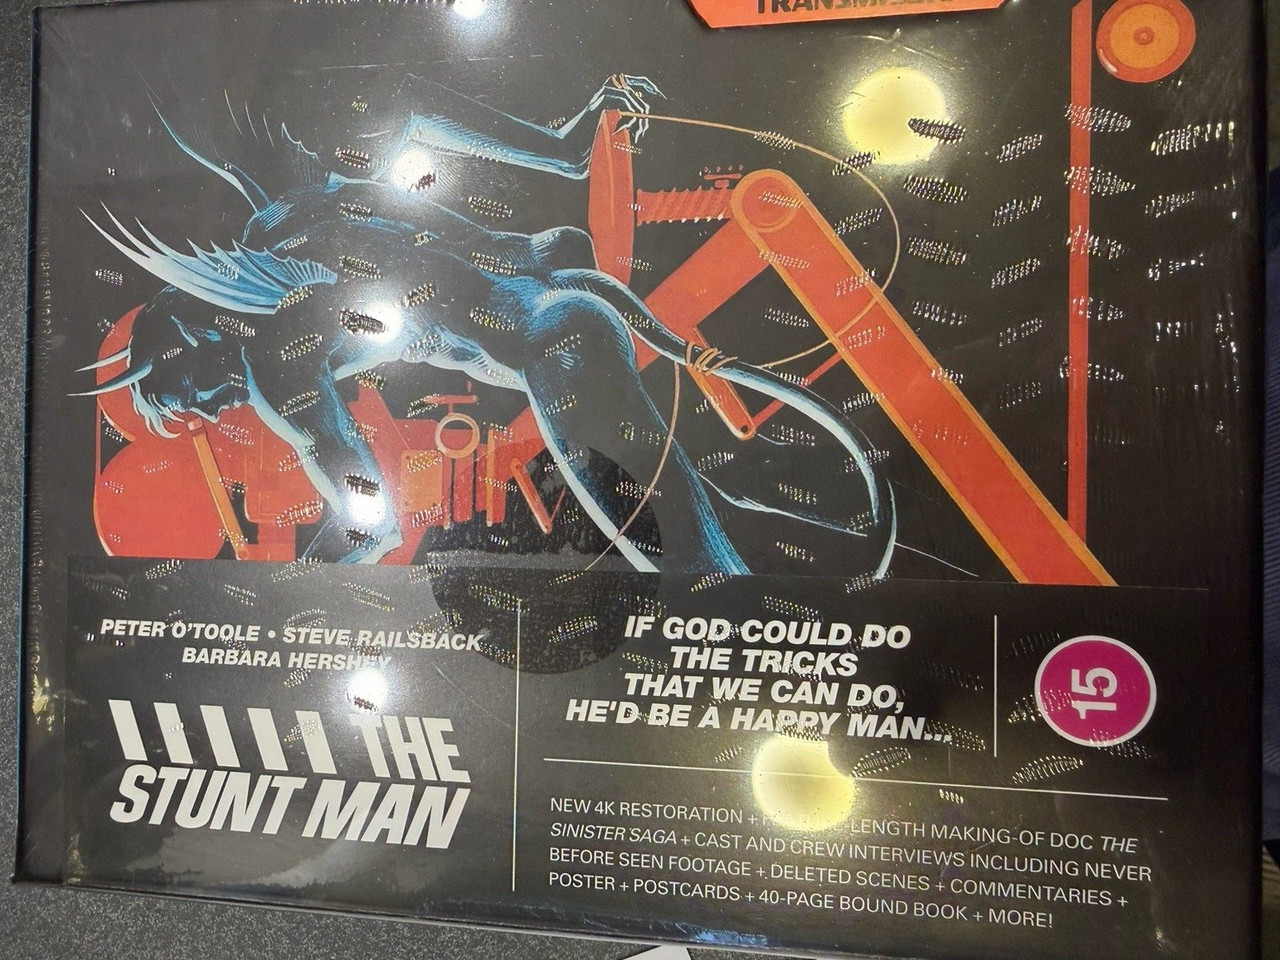 PETER O'TOOLE • STEVE RAILSBACK
BARBARA HERSHEY
THE
STUNT MAN
IF GOD COULD DO
THE TRICKS
THAT WE CAN DO,
HE'D BE A HAPPY MAN...
15
NEW 4K RESTORATION + -LENGTH MAKING-OF DOC THE
SINISTER SAGA + CAST AND CREW INTERVIEWS INCLUDING NEVER
BEFORE SEEN FOOTAGE + DELETED SCENES + COMMENTARIES +
POSTER + POSTCARDS + 40-PAGE BOUND BOOK + MORE!